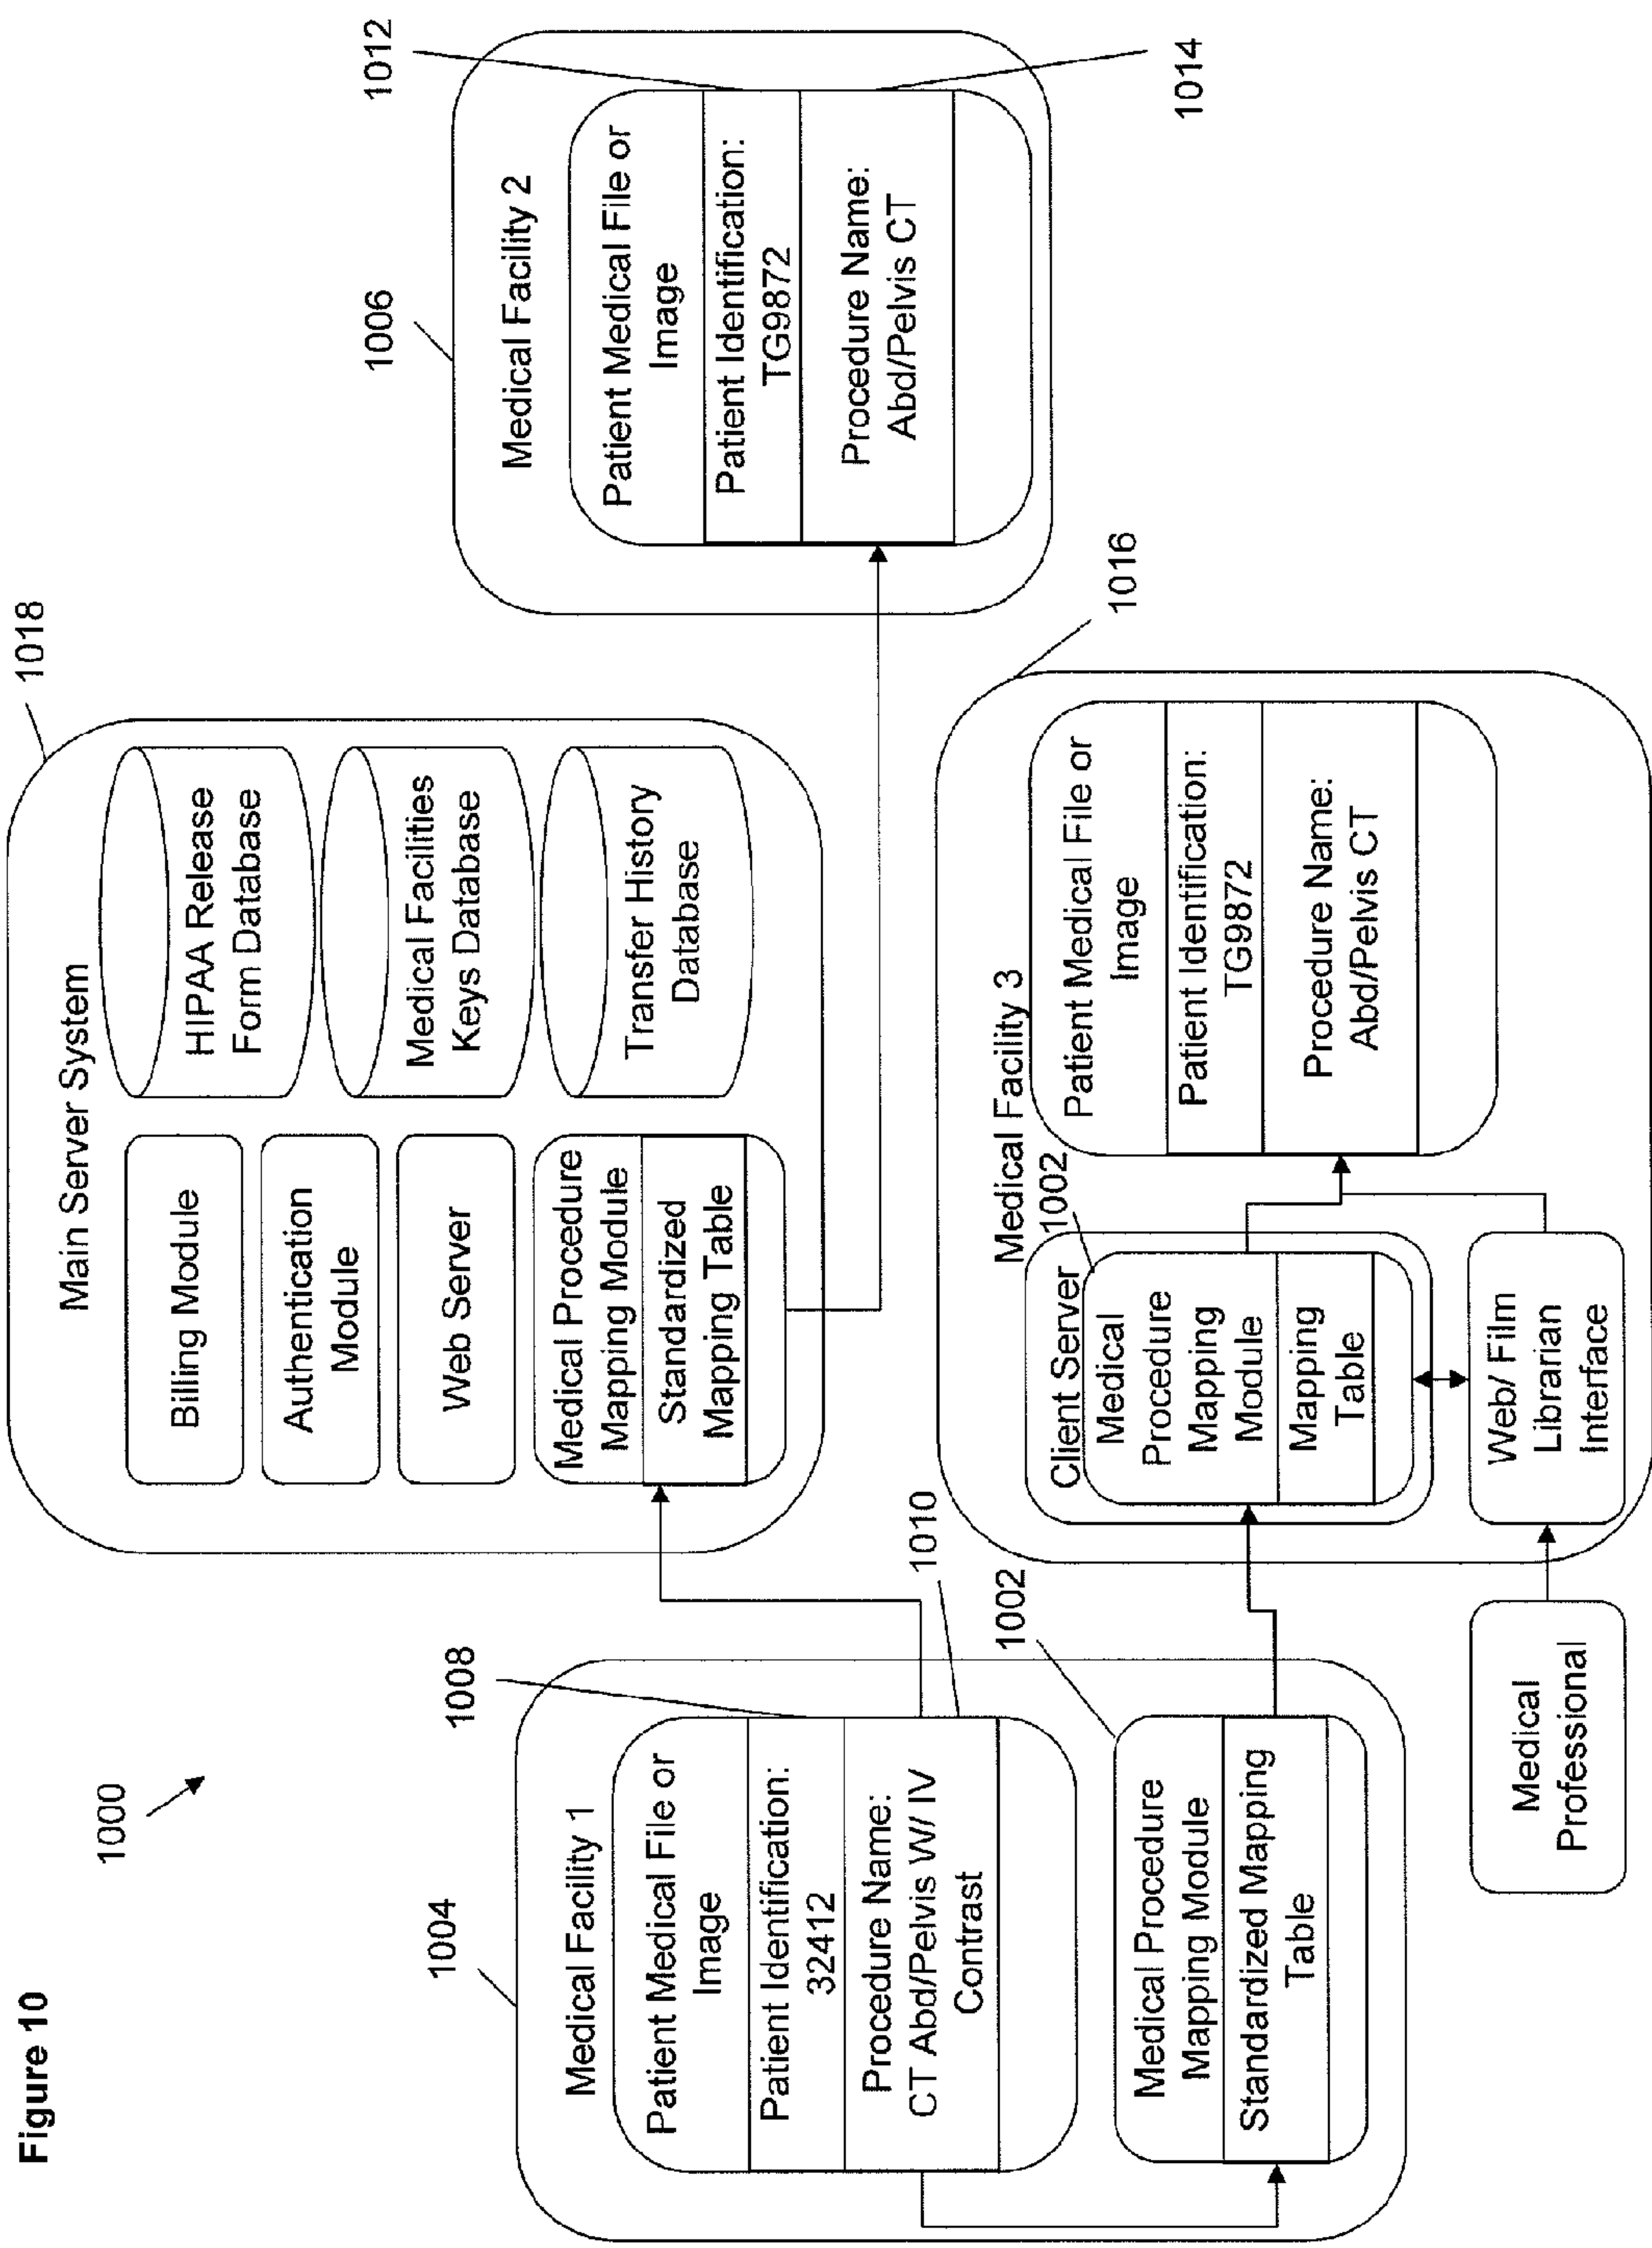 Figure 10
1000
1004
Medical Facility 1
Patient Medical File or
Image
Patient Identification:
32412
Procedure Name:
CT Abd/Pelvis W/ IV
Contrast
1008
1010
Medical Procedure
Mapping Module
Standardized Mapping
Table
1002
1018
Main Server System
Billing Module
Authentication
Module
Web Server
Medical Procedure
Mapping Module
Standardized
Mapping Table
HIPAA Release
Form Database
Medical Facilities
Keys Database
Transfer History
Database
1006
Medical Facility 2
Patient Medical File or
Image
Patient Identification:
TG9872
Procedure Name:
Abd/Pelvis CT
1012
1014
1016
Medical Facility 3
1002
Client Server
Medical
Procedure
Mapping
Module
Mapping
Table
Patient Medical File or
Image
Patient Identification:
TG9872
Procedure Name:
Abd/Pelvis CT
Web/ Film
Librarian
Interface
Medical
Professional